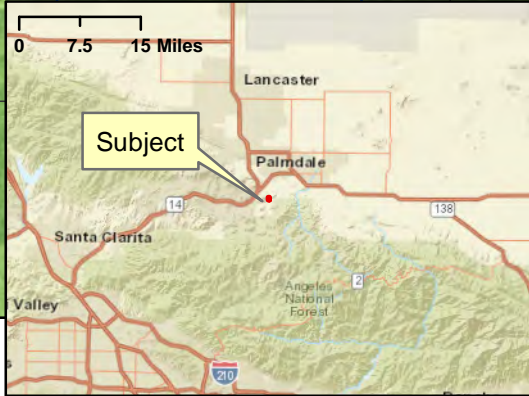 0 7.5 15 Miles
Lancaster
Subject
Palmdale
14
138
Santa Clarita
2
Angeles
National
Forest
Valley
210